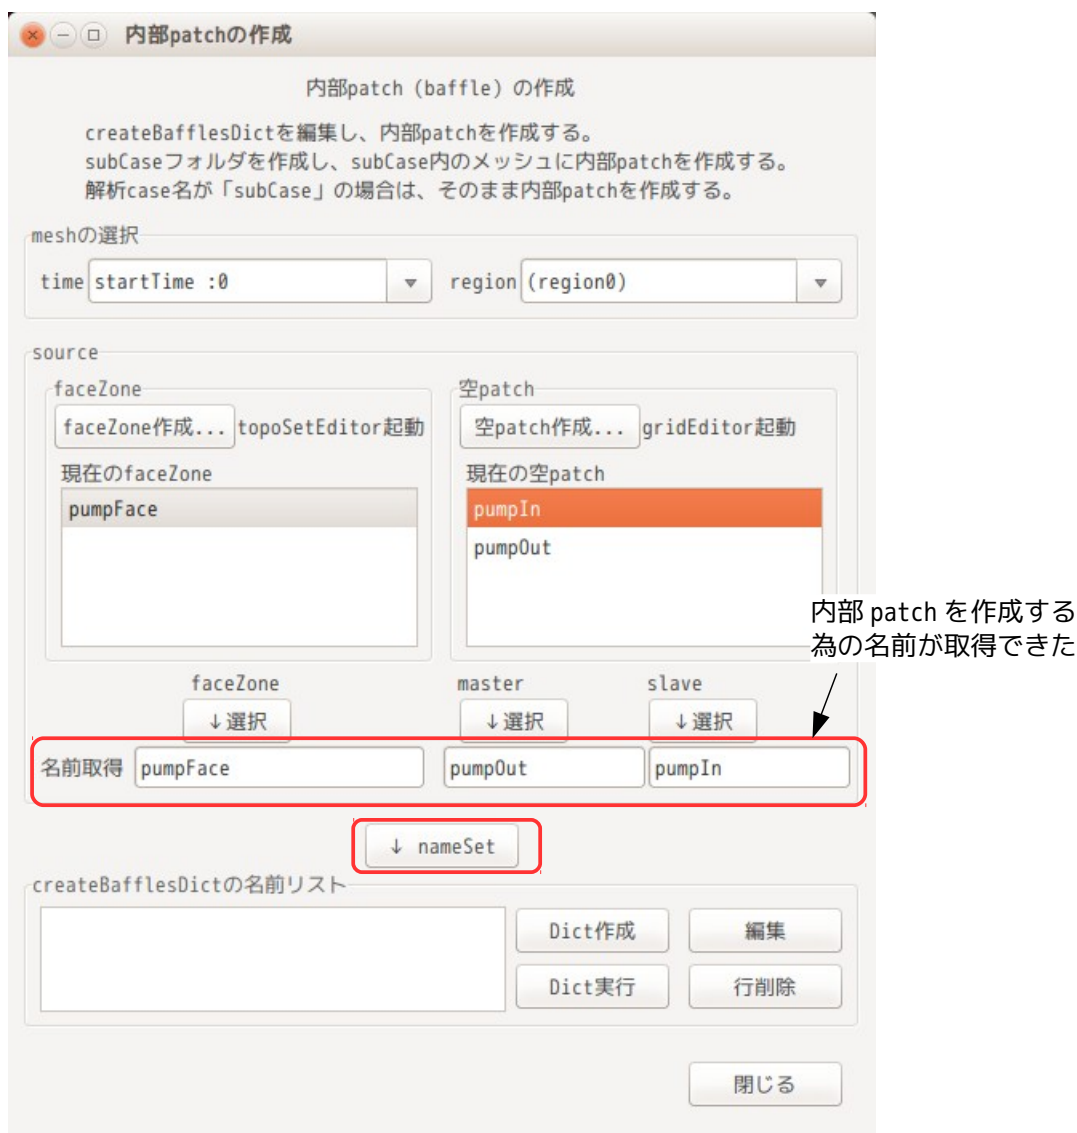 内部patchの作成
内部patch（baffle）の作成
createBafflesDictを編集し、内部patchを作成する。
subCaseフォルダを作成し、subCase内のメッシュに内部patchを作成する。
解析case名が「subCase」の場合は、そのまま内部patchを作成する。
meshの選択
time startTime :0 region (region0)
source
faceZone 空patch
faceZone作成... topoSetEditor起動 空patch作成... gridEditor起動
現在のfaceZone 現在の空patch
pumpFace pumpIn
pumpOut
内部 patch を作成する
為の名前が取得できた
faceZone master slave
↓選択 ↓選択 ↓選択
名前取得 pumpFace pumpOut pumpIn
↓ nameSet
createBafflesDictの名前リスト
Dict作成 編集
Dict実行 行削除
閉じる